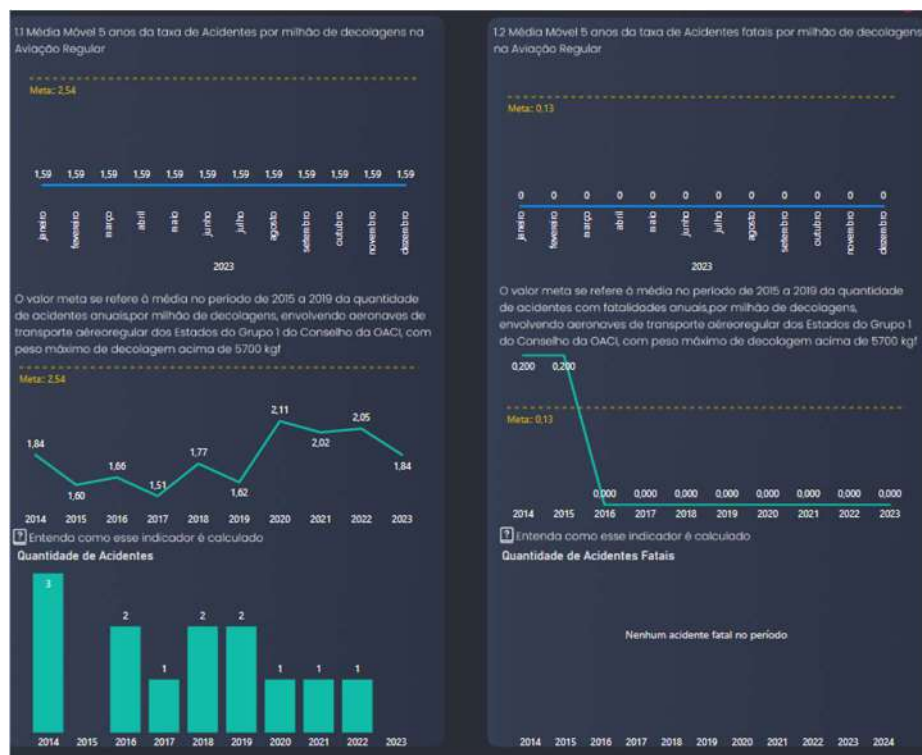 1.1 Média Móvel 5 anos da taxa de Acidentes por milhão de decolagens na
Aviação Regular
Meta: 2,54
1,59 1,59 1,59 1,59 1,59 1,59 1,59 1,59 1,59 1,59 1,59 1,59
janeiro fevereiro março abril maio junho julho agosto setembro outubro novembro dezembro
2023
O valor meta se refere à média no período de 2015 a 2019 da quantidade
de acidentes anuais,por milhão de decolagens, envolvendo aeronaves de
transporte aéreoregular dos Estados do Grupo 1 do Conselho da OACI, com
peso máximo de decolagem acima de 5700 kgf
Meta: 2,54
1,84 1,60 1,66 1,51 1,77 1,62 2,11 2,02 2,05 1,84
2014 2015 2016 2017 2018 2019 2020 2021 2022 2023
? Entenda como esse indicador é calculado
Quantidade de Acidentes
3 2 1 2 2 1 1 1
2014 2015 2016 2017 2018 2019 2020 2021 2022 2023
1.2 Média Móvel 5 anos da taxa de Acidentes fatais por milhão de decolagens
na Aviação Regular
Meta: 0,13
0 0 0 0 0 0 0 0 0 0 0 0
janeiro fevereiro março abril maio junho julho agosto setembro outubro novembro dezembro
2023
O valor meta se refere à média no período de 2015 a 2019 da quantidade
de acidentes com fatalidades anuais,por milhão de decolagens,
envolvendo aeronaves de transporte aéreoregular dos Estados do Grupo 1
do Conselho da OACI, com peso máximo de decolagem acima de 5700 kgf
0,200 0,200
Meta: 0,13
0,000 0,000 0,000 0,000 0,000 0,000 0,000 0,000
2014 2015 2016 2017 2018 2019 2020 2021 2022 2023
? Entenda como esse indicador é calculado
Quantidade de Acidentes Fatais
Nenhum acidente fatal no período
2014 2015 2016 2017 2018 2019 2020 2021 2022 2023 2024